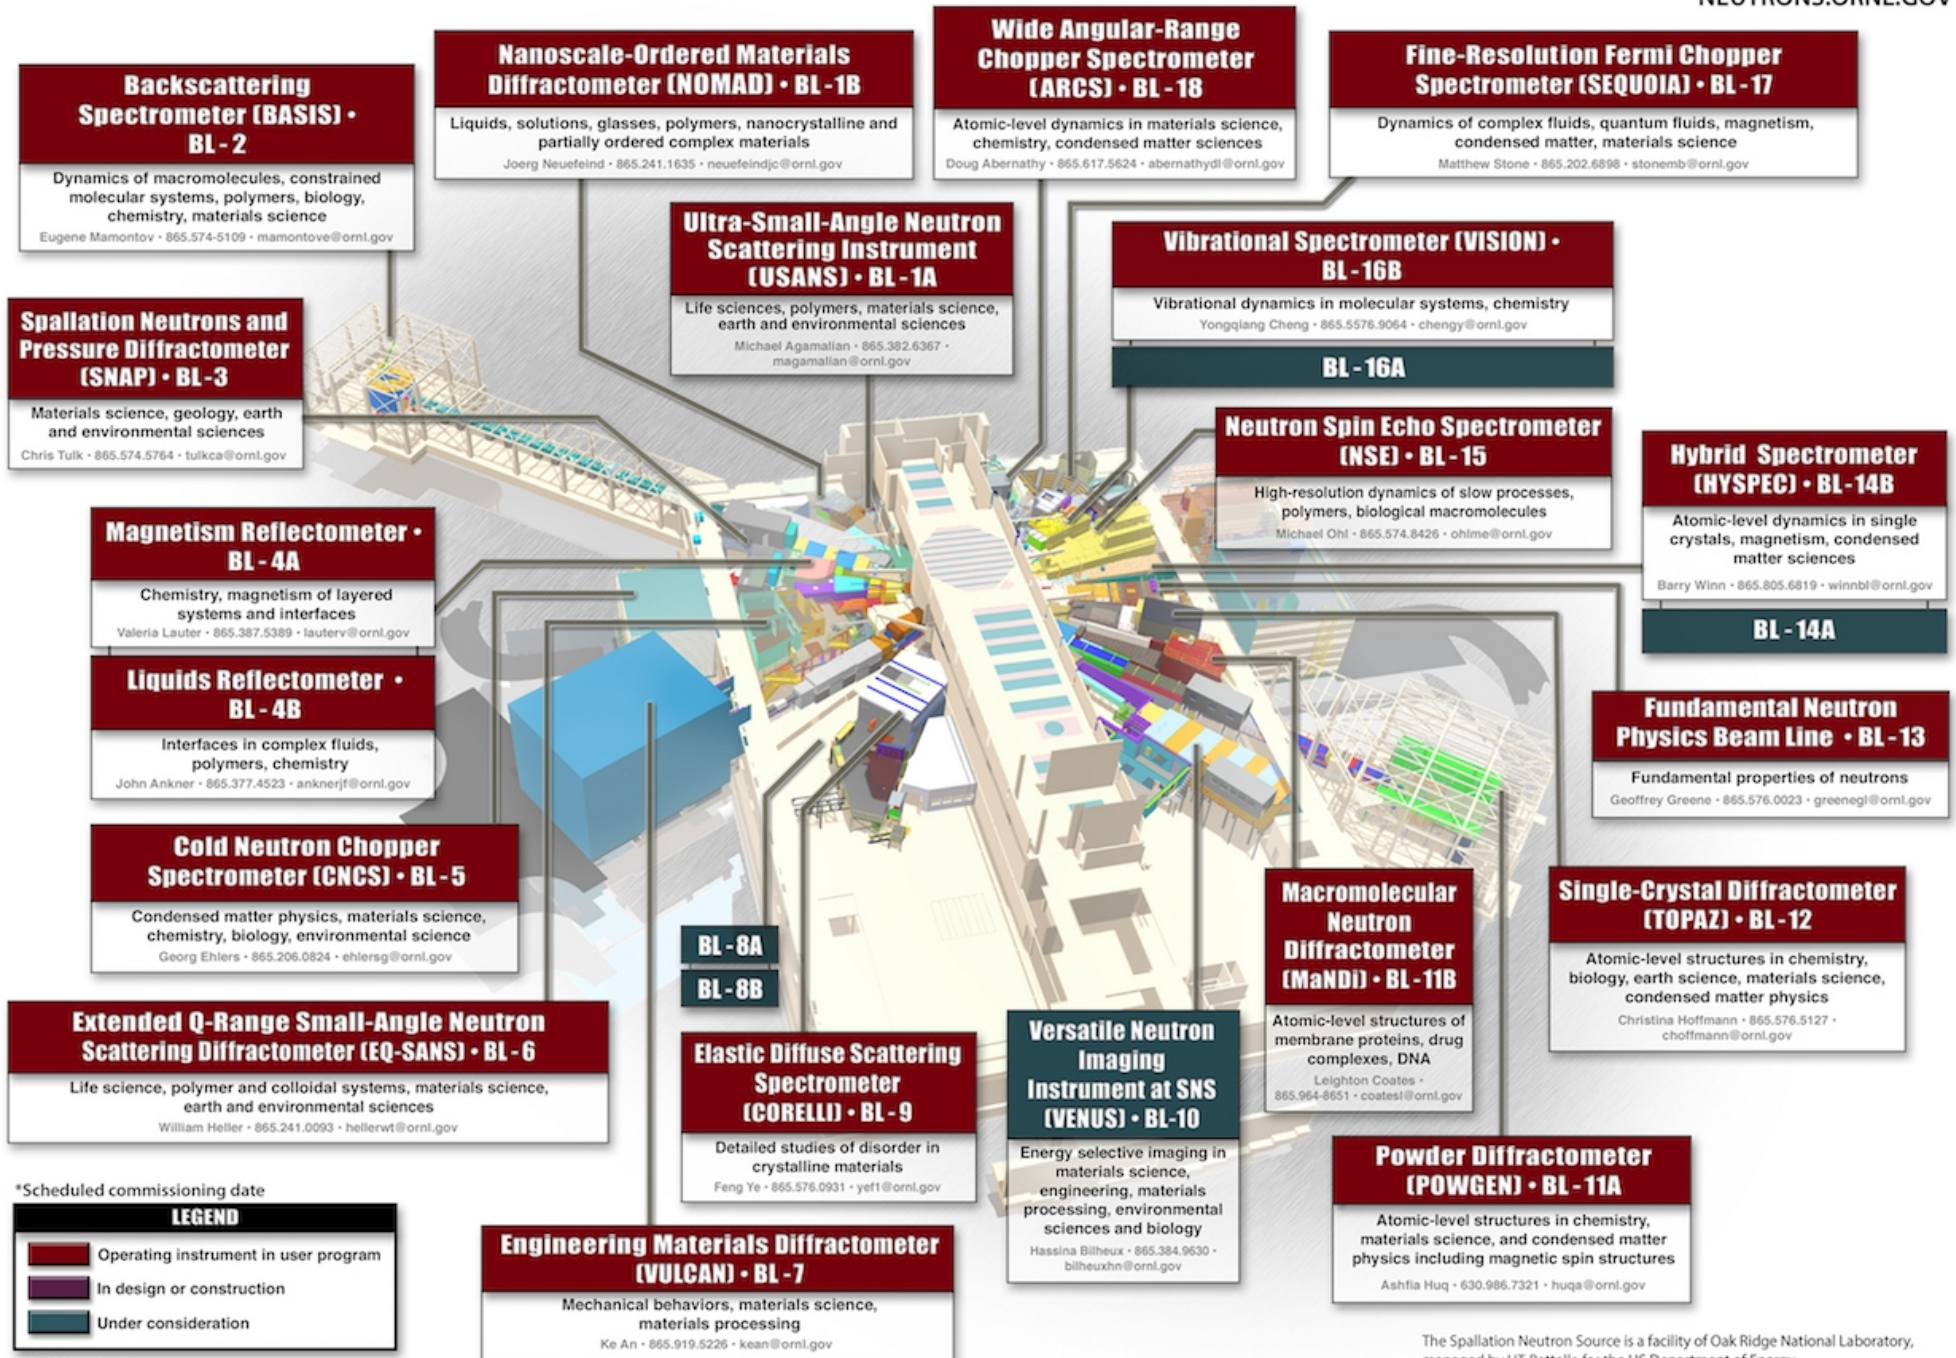 NEUTRONS.ORNL.GOV
Backscattering
Spectrometer (BASIS) •
BL-2
Dynamics of macromolecules, constrained
molecular systems, polymers, biology,
chemistry, materials science
Eugene Mamontov • 865.574-5109 • mamontove@ornl.gov
Nanoscale-Ordered Materials
Diffractometer (NOMAD) • BL-1B
Liquids, solutions, glasses, polymers, nanocrystalline and
partially ordered complex materials
Joerg Neuefeind • 865.241.1635 • neuefeindjc@ornl.gov
Wide Angular-Range
Chopper Spectrometer
(ARCS) • BL-18
Atomic-level dynamics in materials science,
chemistry, condensed matter sciences
Doug Abernathy • 865.617.5624 • abernathydl@ornl.gov
Fine-Resolution Fermi Chopper
Spectrometer (SEQUOIA) • BL-17
Dynamics of complex fluids, quantum fluids, magnetism,
condensed matter, materials science
Matthew Stone • 865.202.6898 • stonemb@ornl.gov
Ultra-Small-Angle Neutron
Scattering Instrument
(USANS) • BL-1A
Life sciences, polymers, materials science,
earth and environmental sciences
Michael Agamalian • 865.382.6367 •
magamalian@ornl.gov
Vibrational Spectrometer (VISION) •
BL-16B
Vibrational dynamics in molecular systems, chemistry
Yongqiang Cheng • 865.5576.9064 • chengy@ornl.gov
BL-16A
Spallation Neutrons and
Pressure Diffractometer
(SNAP) • BL-3
Materials science, geology, earth
and environmental sciences
Chris Tulk • 865.574.5764 • tulkca@ornl.gov
Neutron Spin Echo Spectrometer
(NSE) • BL-15
High-resolution dynamics of slow processes,
polymers, biological macromolecules
Michael Ohl • 865.574.8426 • ohlme@ornl.gov
Hybrid Spectrometer
(HYSPEC) • BL-14B
Atomic-level dynamics in single
crystals, magnetism, condensed
matter sciences
Barry Winn • 865.805.6819 • winnbl@ornl.gov
BL-14A
Magnetism Reflectometer •
BL-4A
Chemistry, magnetism of layered
systems and interfaces
Valeria Lauter • 865.387.5389 • lauterv@ornl.gov
Liquids Reflectometer •
BL-4B
Interfaces in complex fluids,
polymers, chemistry
John Ankner • 865.377.4523 • anknerjf@ornl.gov
Fundamental Neutron
Physics Beam Line • BL-13
Fundamental properties of neutrons
Geoffrey Greene • 865.576.0023 • greenegl@ornl.gov
Cold Neutron Chopper
Spectrometer (CNCS) • BL-5
Condensed matter physics, materials science,
chemistry, biology, environmental science
Georg Ehlers • 865.206.0824 • ehlersg@ornl.gov
BL-8A
BL-8B
Macromolecular
Neutron
Diffractometer
(MaNDi) • BL-11B
Atomic-level structures of
membrane proteins, drug
complexes, DNA
Leighton Coates •
865.964-8651 • coatesl@ornl.gov
Single-Crystal Diffractometer
(TOPAZ) • BL-12
Atomic-level structures in chemistry,
biology, earth science, materials science,
condensed matter physics
Christina Hoffmann • 865.576.5127 •
choffmann@ornl.gov
Extended Q-Range Small-Angle Neutron
Scattering Diffractometer (EQ-SANS) • BL-6
Life science, polymer and colloidal systems, materials science,
earth and environmental sciences
William Heller • 865.241.0093 • hellerwt@ornl.gov
Elastic Diffuse Scattering
Spectrometer
(CORELLI) • BL-9
Detailed studies of disorder in
crystalline materials
Feng Ye • 865.576.0931 • yef1@ornl.gov
Versatile Neutron
Imaging
Instrument at SNS
(VENUS) • BL-10
Energy selective imaging in
materials science,
engineering, materials
processing, environmental
sciences and biology
Hassina Bilheux • 865.384.9630 •
bilheuxhn@ornl.gov
Powder Diffractometer
(POWGEN) • BL-11A
Atomic-level structures in chemistry,
materials science, and condensed matter
physics including magnetic spin structures
Ashfia Huq • 630.986.7321 • huqa@ornl.gov
Engineering Materials Diffractometer
(VULCAN) • BL-7
Mechanical behaviors, materials science,
materials processing
Ke An • 865.919.5226 • kean@ornl.gov
*Scheduled commissioning date
LEGEND
Operating instrument in user program
In design or construction
Under consideration
The Spallation Neutron Source is a facility of Oak Ridge National Laboratory,
managed by UT-Battelle for the US Department of Energy